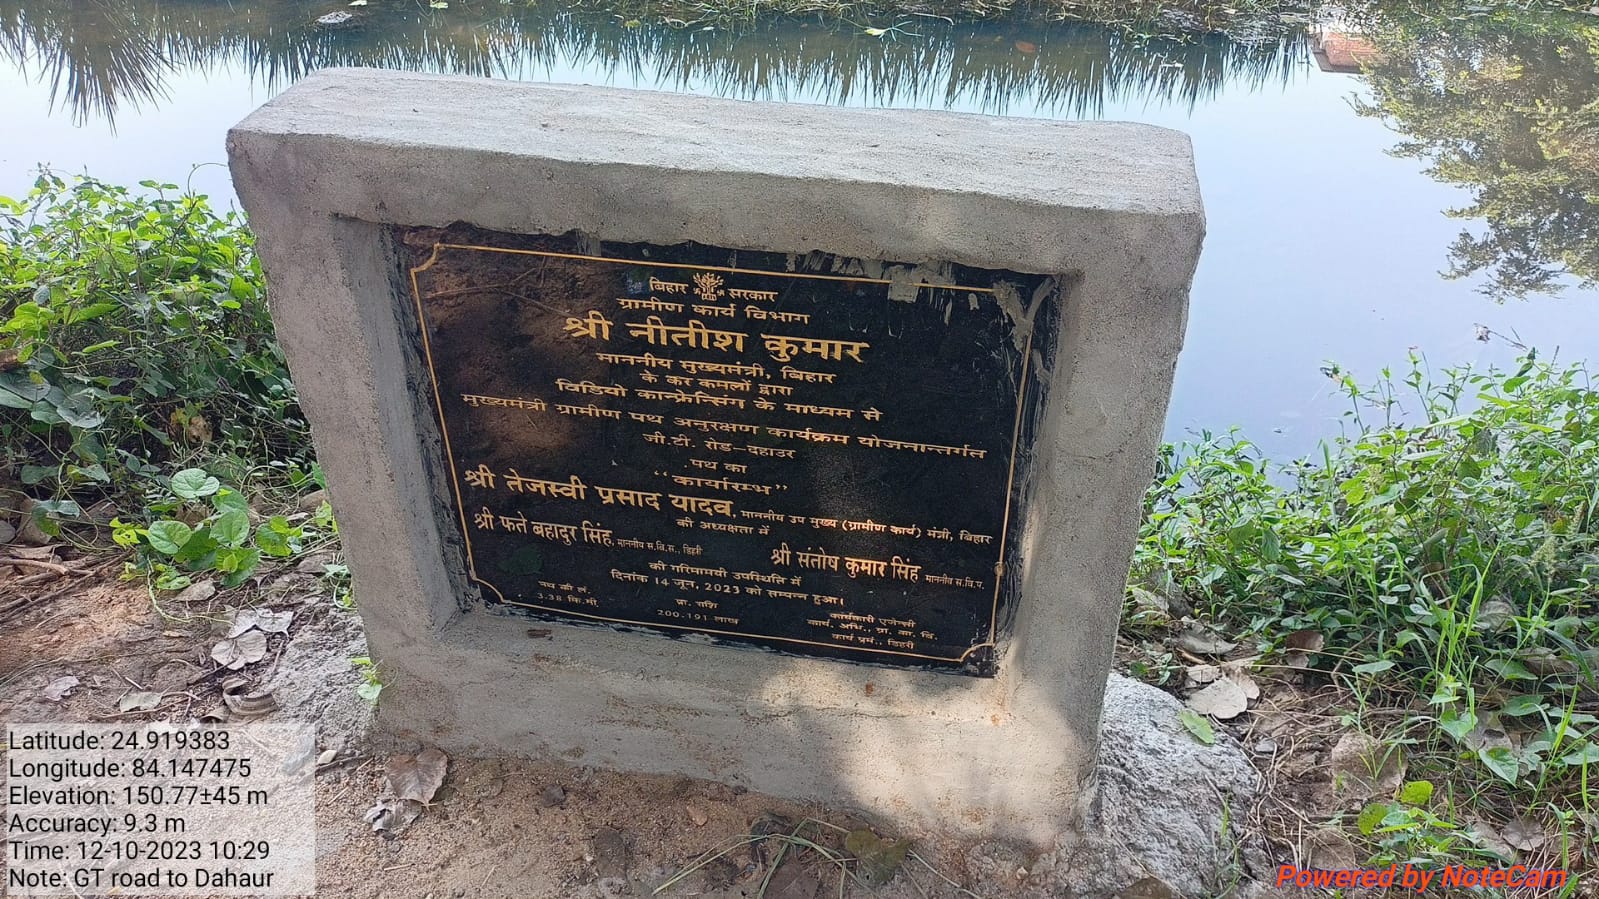 बिहार सरकार
ग्रामीण कार्य विभाग
श्री नीतीश कुमार
माननीय मुख्यमंत्री, बिहार
के कर कमलों द्वारा
विडियो कान्फ्रेन्सिंग के माध्यम से
मुख्यमंत्री ग्रामीण पथ अनुरक्षण कार्यक्रम योजनान्तर्गत
जी.टी. रोड–दहाउर
पथ का
“कार्यारम्भ”
श्री तेजस्वी प्रसाद यादव, माननीय उप मुख्य (ग्रामीण कार्य) मंत्री, बिहार
की अध्यक्षता में
श्री फते बहादुर सिंह, माननीय स.वि.स., डिहरी श्री संतोष कुमार सिंह माननीय स.वि.प.
की गरिमामयी उपस्थिति में
दिनांक 14 जून, 2023 को सम्पन्न हुआ।
पथ की लं. 3.38 कि.मी.
प्रा. राशि 200.191 लाख
कार्यकारी एजेन्सी
कार्य. अभि., ग्रा. का. वि.
कार्य प्रमं., डिहरी
Latitude: 24.919383
Longitude: 84.147475
Elevation: 150.77±45 m
Accuracy: 9.3 m
Time: 12-10-2023 10:29
Note: GT road to Dahaur
Powered by NoteCam